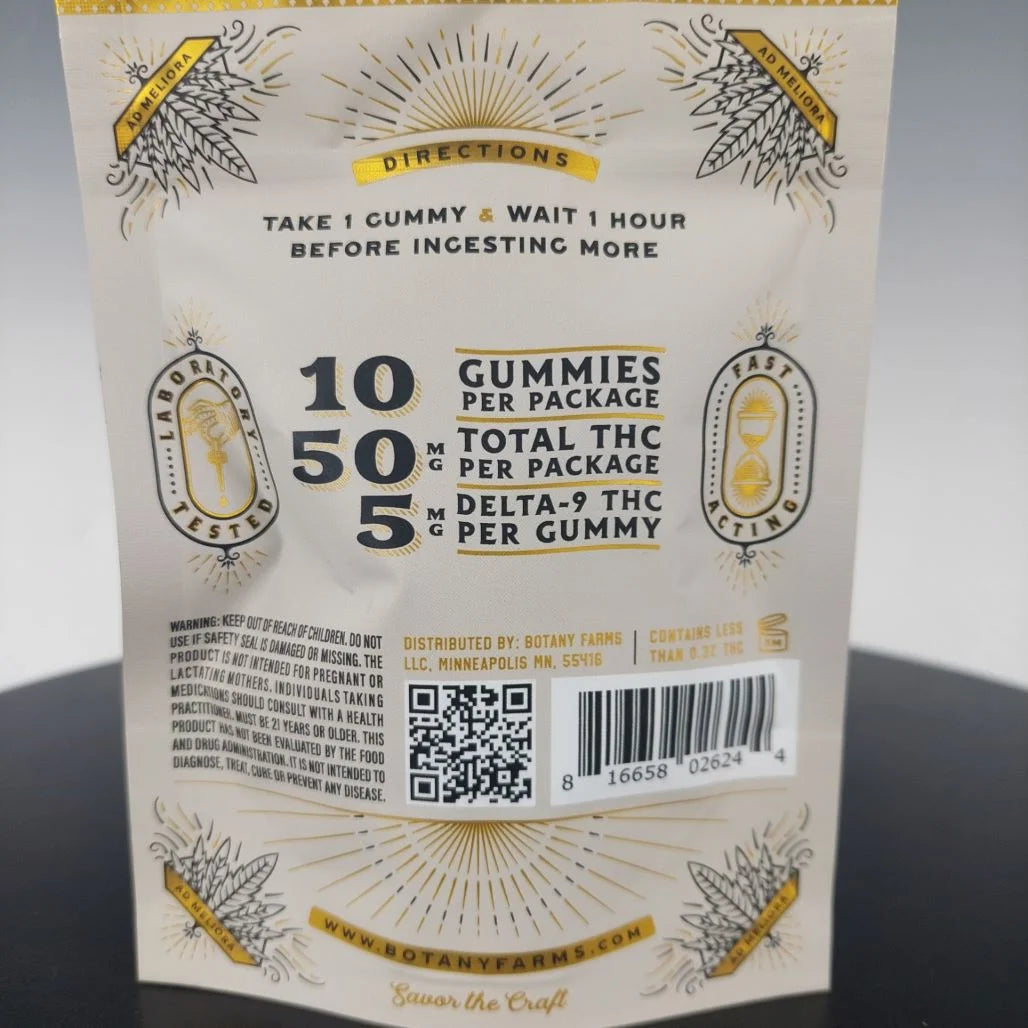 AD MELIORA
AD MELIORA
DIRECTIONS
TAKE 1 GUMMY & WAIT 1 HOUR
BEFORE INGESTING MORE
LABORATORY
TESTED
10 GUMMIES
PER PACKAGE
50 MG TOTAL THC
PER PACKAGE
5 MG DELTA-9 THC
PER GUMMY
FAST
ACTING
WARNING: KEEP OUT OF REACH OF CHILDREN. DO NOT
USE IF SAFETY SEAL IS DAMAGED OR MISSING. THE
PRODUCT IS NOT INTENDED FOR PREGNANT OR
LACTATING MOTHERS. INDIVIDUALS TAKING
MEDICATIONS SHOULD CONSULT WITH A HEALTH
PRACTITIONER. MUST BE 21 YEARS OR OLDER. THIS
PRODUCT HAS NOT BEEN EVALUATED BY THE FOOD
AND DRUG ADMINISTRATION. IT IS NOT INTENDED TO
DIAGNOSE, TREAT, CURE OR PREVENT ANY DISEASE.
DISTRIBUTED BY: BOTANY FARMS
LLC, MINNEAPOLIS MN, 55416
CONTAINS LESS
THAN 0.3% THC
8 16658 02624 4
AD MELIORA
AD MELIORA
WWW.BOTANYFARMS.COM
Savor the Craft